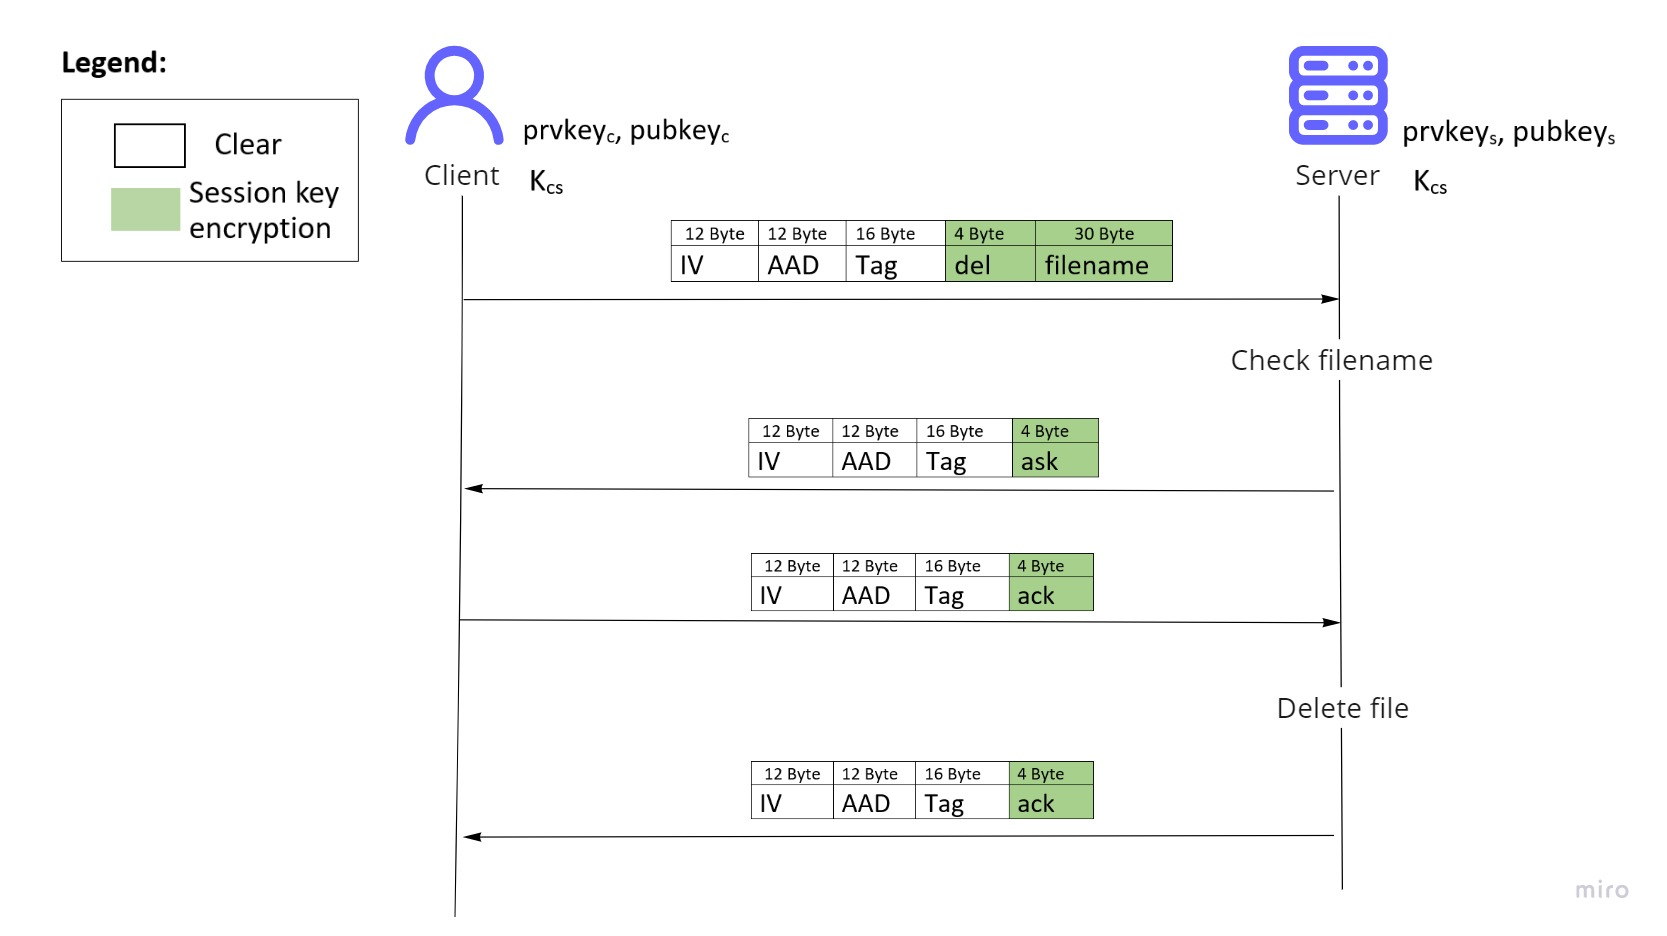 Legend:
Clear
Session key
encryption
prvkeyc, pubkeyc
Client
Kcs
prvkeys, pubkeys
Server
Kcs
12 Byte 12 Byte 16 Byte 4 Byte 30 Byte
IV AAD Tag del filename
Check filename
12 Byte 12 Byte 16 Byte 4 Byte
IV AAD Tag ask
12 Byte 12 Byte 16 Byte 4 Byte
IV AAD Tag ack
Delete file
12 Byte 12 Byte 16 Byte 4 Byte
IV AAD Tag ack
miro